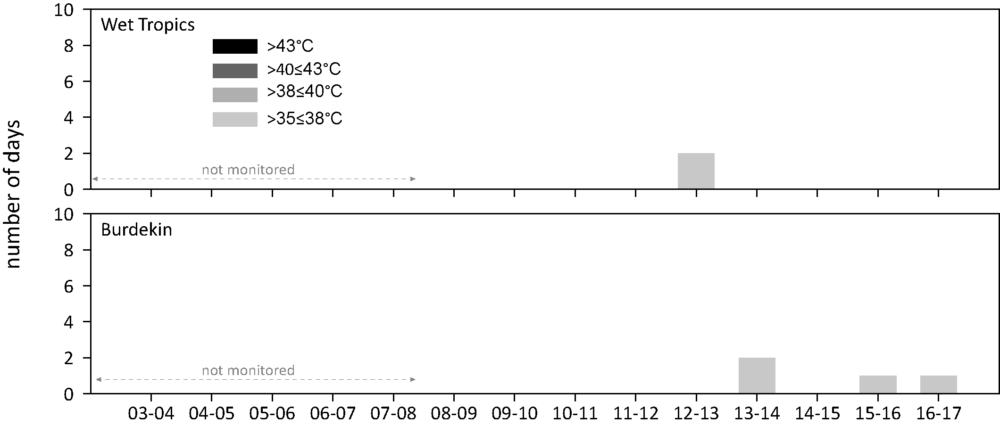 number of days
10
Wet Tropics
8
6
4
2
0
>43°C
>40≤43°C
>38≤40°C
>35≤38°C
not monitored
10
Burdekin
8
6
4
2
0
not monitored
03-04 04-05 05-06 06-07 07-08 08-09 09-10 10-11 11-12 12-13 13-14 14-15 15-16 16-17